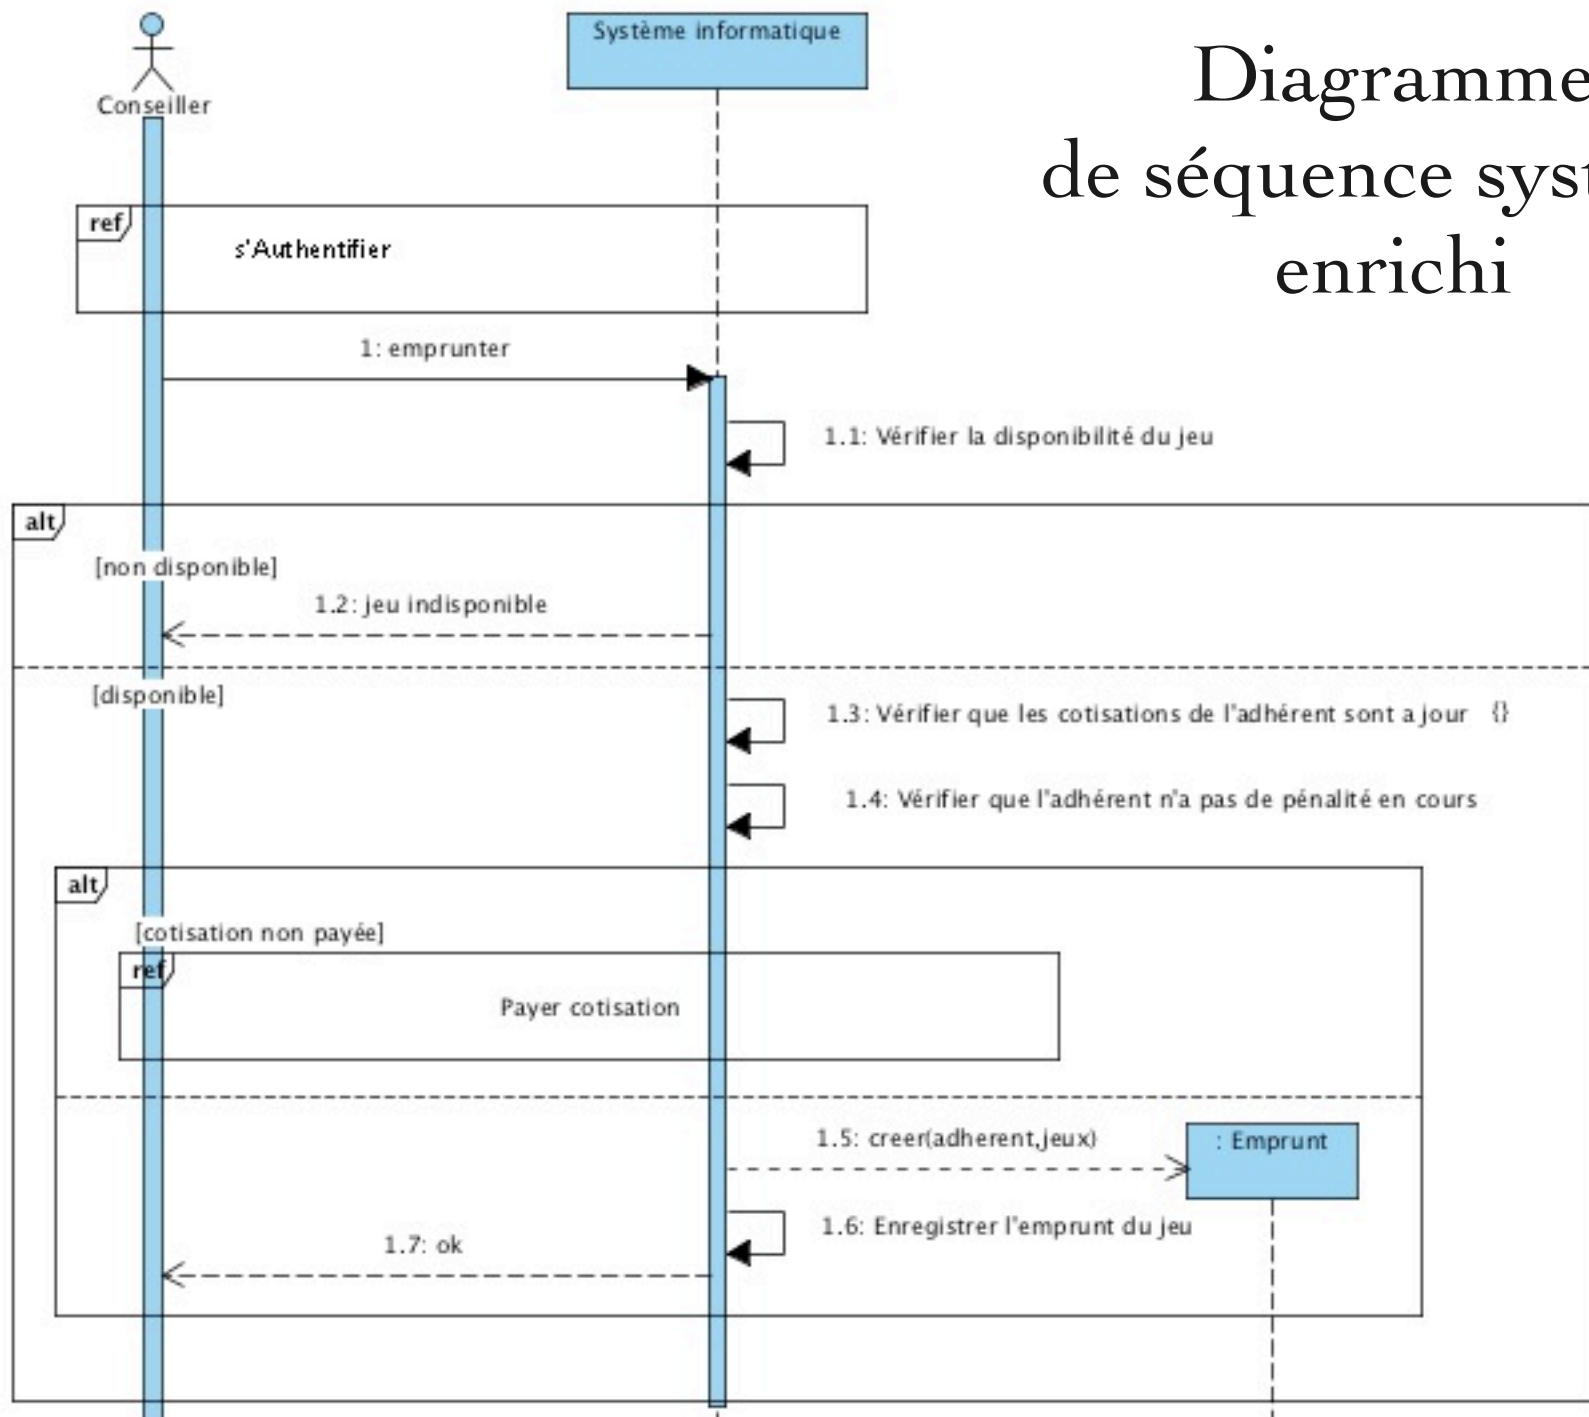 Système informatique
Diagramme
de séquence syst
enrichi
Conseiller
ref
s'Authentifier
1: emprunter
1.1: Vérifier la disponibilité du jeu
alt
[non disponible]
1.2: jeu indisponible
[disponible]
1.3: Vérifier que les cotisations de l'adhérent sont a jour {}
1.4: Vérifier que l'adhérent n'a pas de pénalité en cours
alt
[cotisation non payée]
ref
Payer cotisation
1.5: creer(adherent,jeux)
: Emprunt
1.6: Enregistrer l'emprunt du jeu
1.7: ok